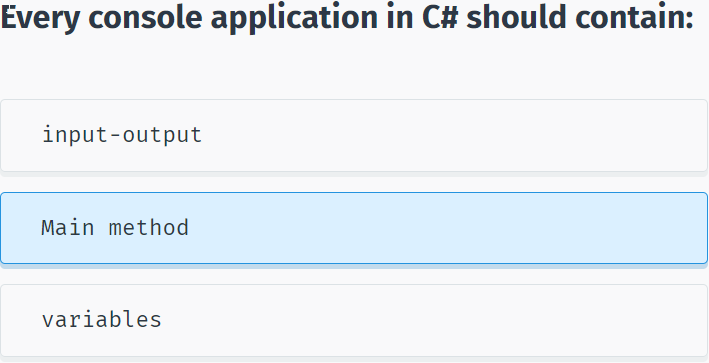 Every console application in C# should contain:
input-output
Main method
variables